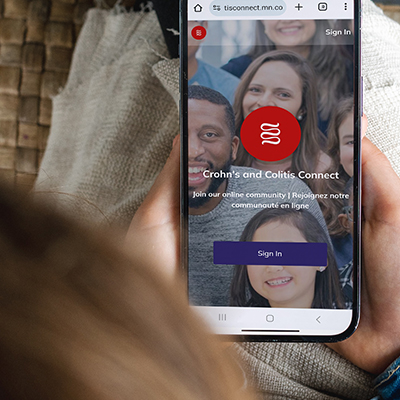 tisconnect.mn.co
Sign In
Crohn's and Colitis Connect
Join our online community | Rejoignez notre
communauté en ligne
Sign In